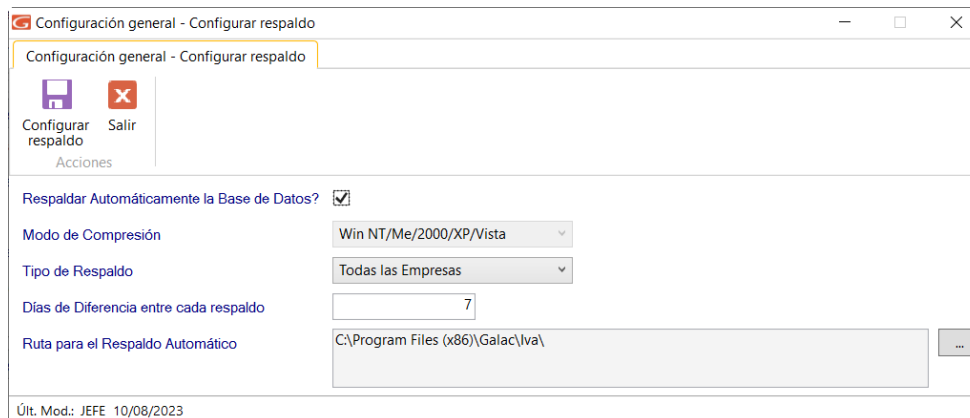 Configuración general - Configurar respaldo
Configuración general - Configurar respaldo
Configurar respaldo
Salir
Acciones
Respaldar Automáticamente la Base de Datos?
Modo de Compresión
Win NT/Me/2000/XP/Vista
Tipo de Respaldo
Todas las Empresas
Días de Diferencia entre cada respaldo
7
Ruta para el Respaldo Automático
C:\Program Files (x86)\Galac\Iva\
...
Últ. Mod.: JEFE 10/08/2023